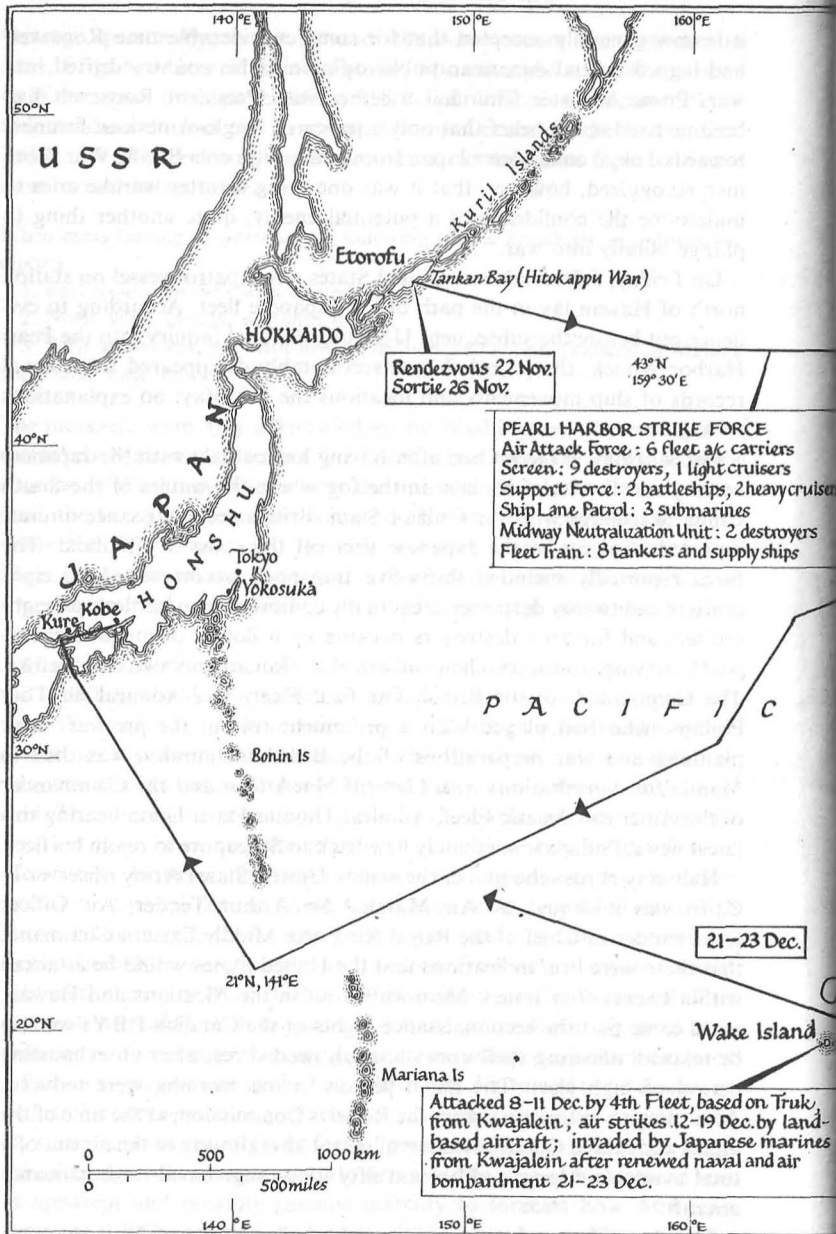 140°E
150°E
160°E
50°N
USSR
Kuril Islands
Etorofu
Tankan Bay (Hitokappu Wan)
HOKKAIDO
Rendezvous 22 Nov.
Sortie 26 Nov.
43°N
159°30'E
PEARL HARBOR STRIKE FORCE
Air Attack Force : 6 fleet a/c carriers
Screen : 9 destroyers, 1 light cruisers
Support Force : 2 battleships, 2 heavy cruiser
Ship Lane Patrol : 3 submarines
Midway Neutralization Unit : 2 destroyers
Fleet Train : 8 tankers and supply ships
40°N
JAPAN
HONSHU
Tokyo
Yokosuka
Kobe
Kure
PACIFIC
30°N
Bonin Is
21–23 Dec.
21°N, 141°E
20°N
Wake Island
Mariana Is
Attacked 8–11 Dec. by 4th Fleet, based on Truk,
from Kwajalein ; air strikes 12–19 Dec. by land-
based aircraft ; invaded by Japanese marines
from Kwajalein after renewed naval and air
bombardment 21–23 Dec.
0 500 1000 km
0 500 miles
140°E
150°E
160°E